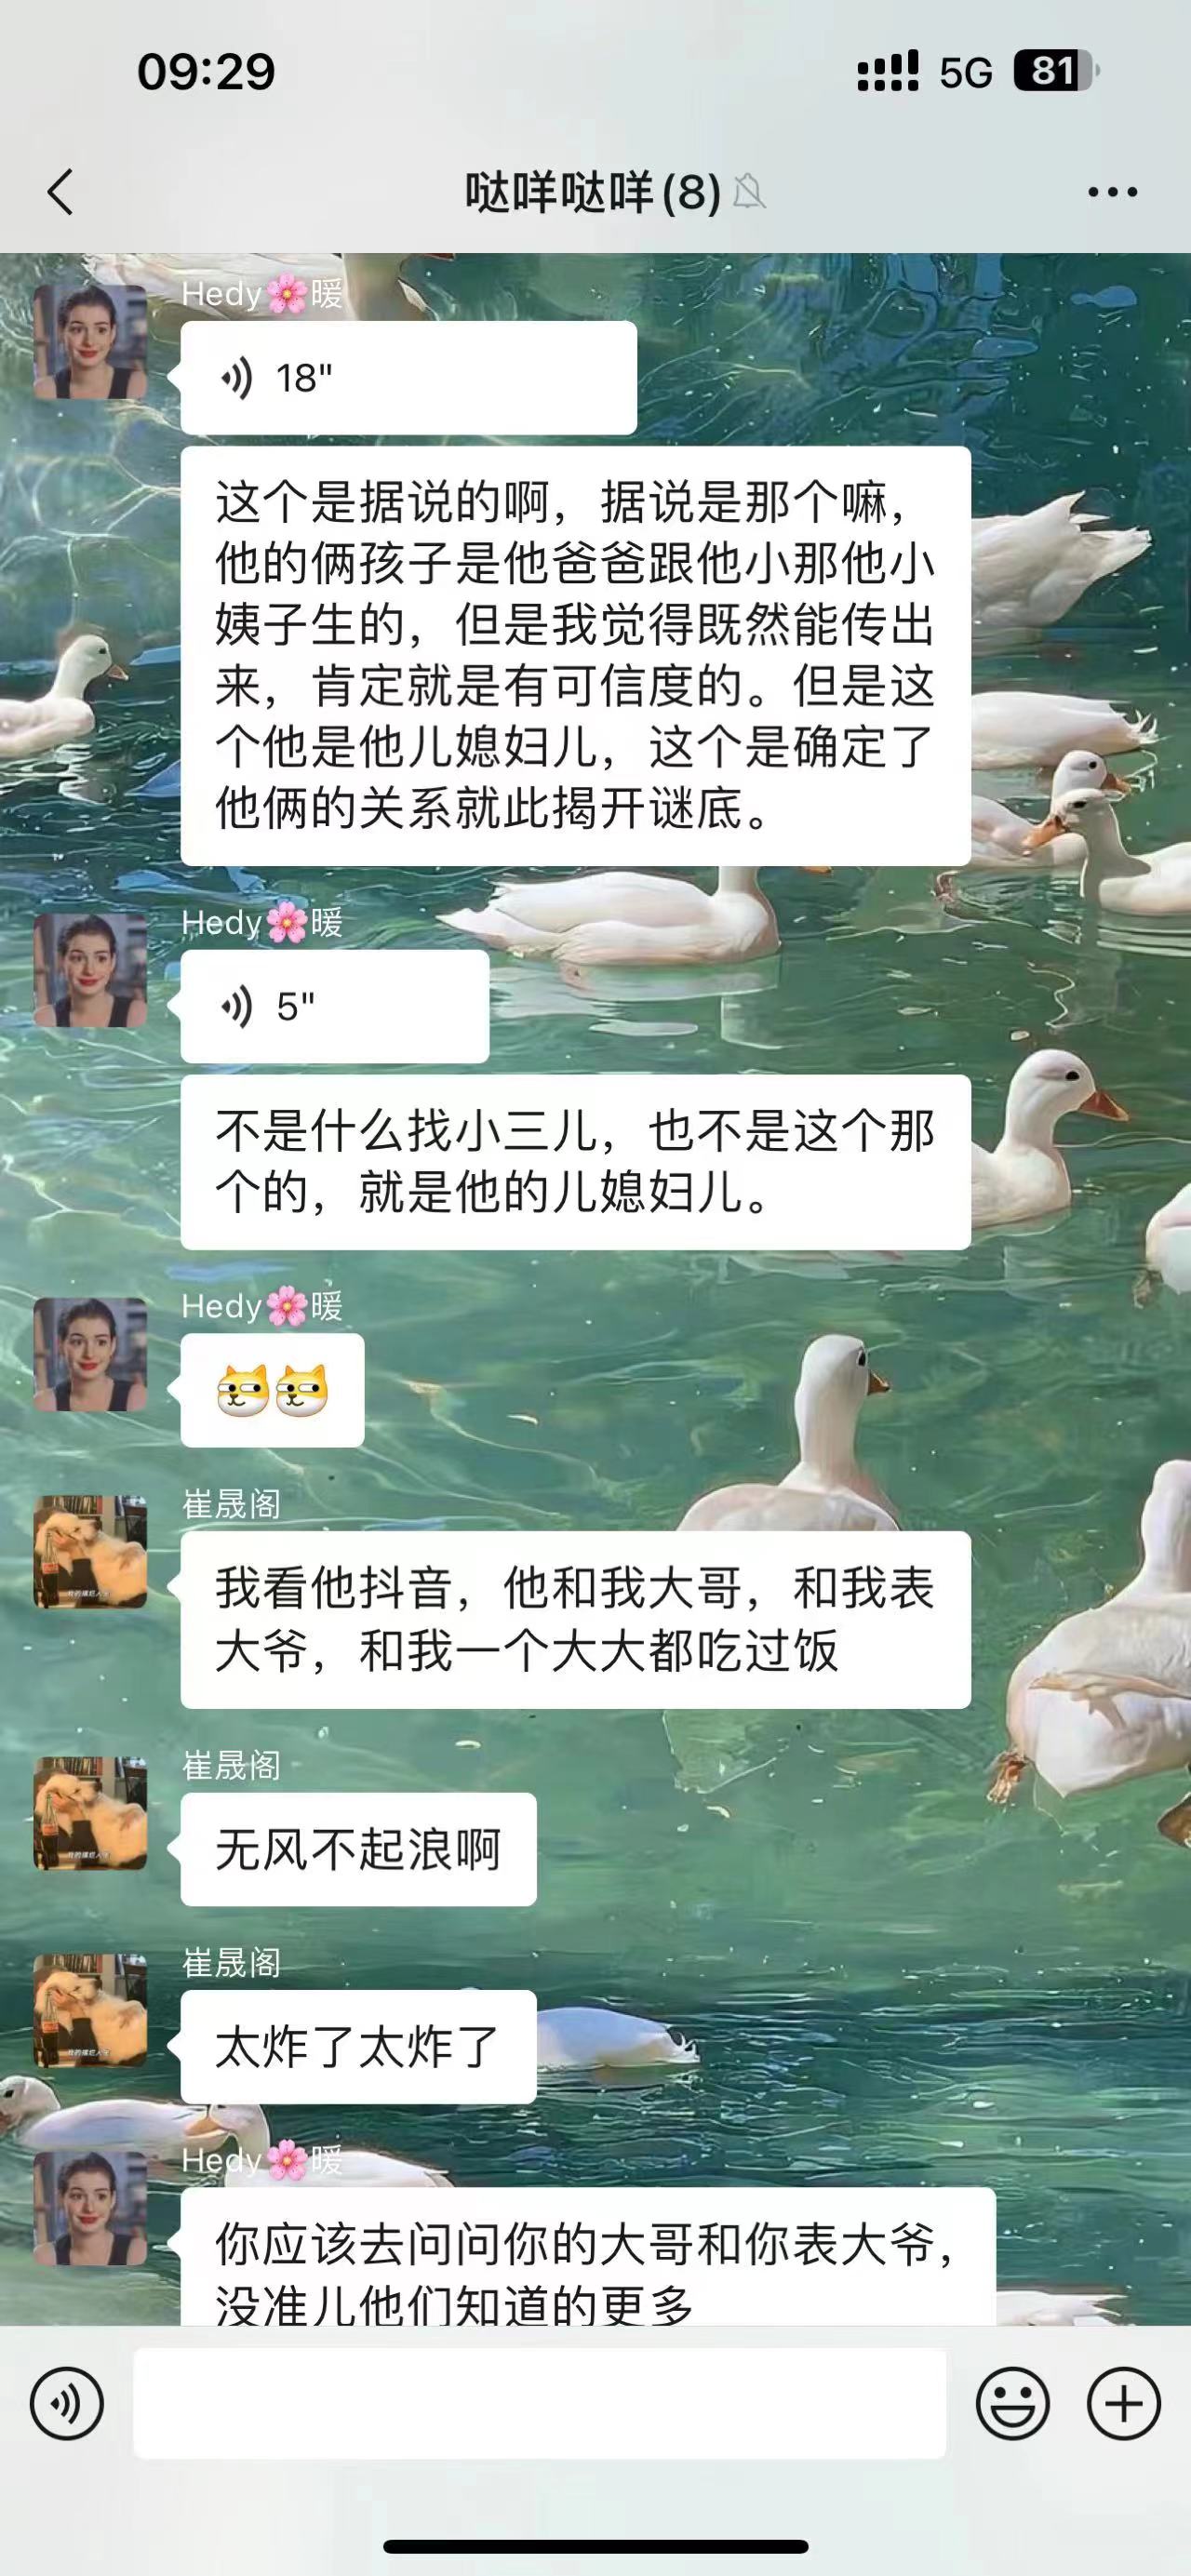 09:29
5G 81
哒咩哒咩(8)
Hedy🌸暖
18"
这个是据说的啊，据说是那个嘛，
他的俩孩子是他爸爸跟他小那他小
姨子生的，但是我觉得既然能传出
来，肯定就是有可信度的。但是这
个他是他儿媳妇儿，这个是确定了
他俩的关系就此揭开谜底。
Hedy🌸暖
5"
不是什么找小三儿，也不是这个那
个的，就是他的儿媳妇儿。
Hedy🌸暖
崔晟阁
我看他抖音，他和我大哥，和我表
大爷，和我一个大大都吃过饭
崔晟阁
无风不起浪啊
崔晟阁
太炸了太炸了
Hedy🌸暖
你应该去问问你的大哥和你表大爷，
没准儿他们知道的更多